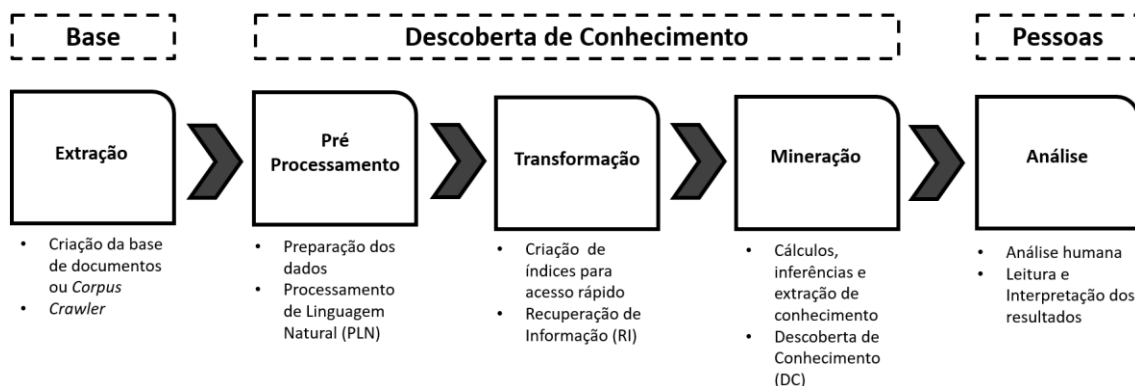 Base
Descoberta de Conhecimento
Pessoas
Extração
Pré
Processamento
Transformação
Mineração
Análise
• Criação da base
de documentos
ou Corpus
• Crawler
• Preparação dos
dados
• Processamento
de Linguagem
Natural (PLN)
• Criação de
índices para
acesso rápido
• Recuperação de
Informação (RI)
• Cálculos,
inferências e
extração de
conhecimento
• Descoberta de
Conhecimento
(DC)
• Análise humana
• Leitura e
Interpretação dos
resultados